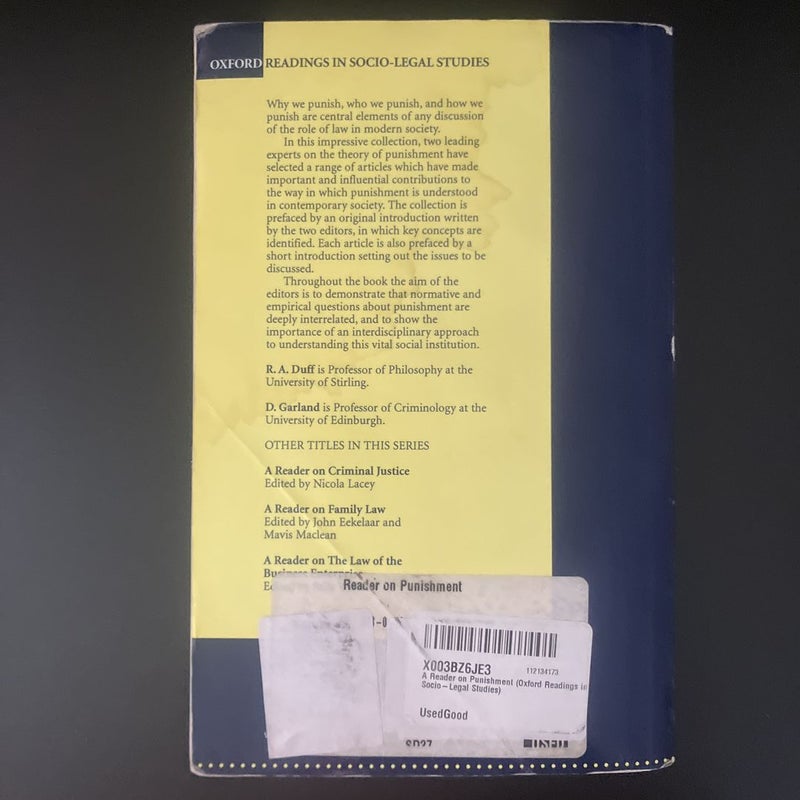 OXFORD READINGS IN SOCIO-LEGAL STUDIES
Why we punish, who we punish, and how we
punish are central elements of any discussion
of the role of law in modern society.
In this impressive collection, two leading
experts on the theory of punishment have
selected a range of articles which have made
important and influential contributions to
the way in which punishment is understood
in contemporary society. The collection is
prefaced by an original introduction written
by the two editors, in which key concepts are
identified. Each article is also prefaced by a
short introduction setting out the issues to be
discussed.
Throughout the book the aim of the
editors is to demonstrate that normative and
empirical questions about punishment are
deeply interrelated, and to show the
importance of an interdisciplinary approach
to understanding this vital social institution.
R. A. Duff is Professor of Philosophy at the
University of Stirling.
D. Garland is Professor of Criminology at the
University of Edinburgh.
OTHER TITLES IN THIS SERIES
A Reader on Criminal Justice
Edited by Nicola Lacey
A Reader on Family Law
Edited by John Eekelaar and
Mavis Maclean
A Reader on The Law of the
Business Enterprise
Reader on Punishment
X003BZ6JE3 112134173
A Reader on Punishment (Oxford Readings in
Socio-Legal Studies)
UsedGood